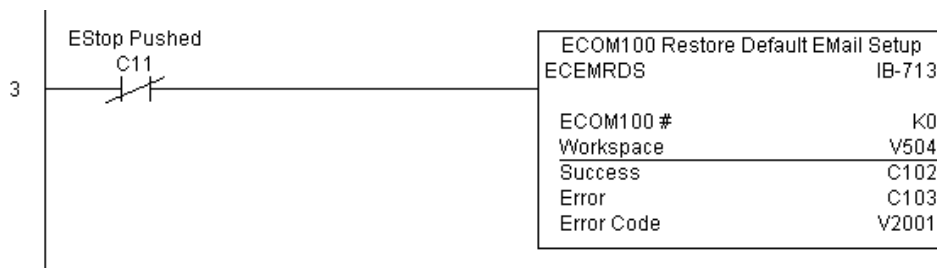 EStop Pushed
C11
3
ECOM100 Restore Default EMail Setup
ECEMRDS IB-713
ECOM100 # K0
Workspace V504
Success C102
Error C103
Error Code V2001